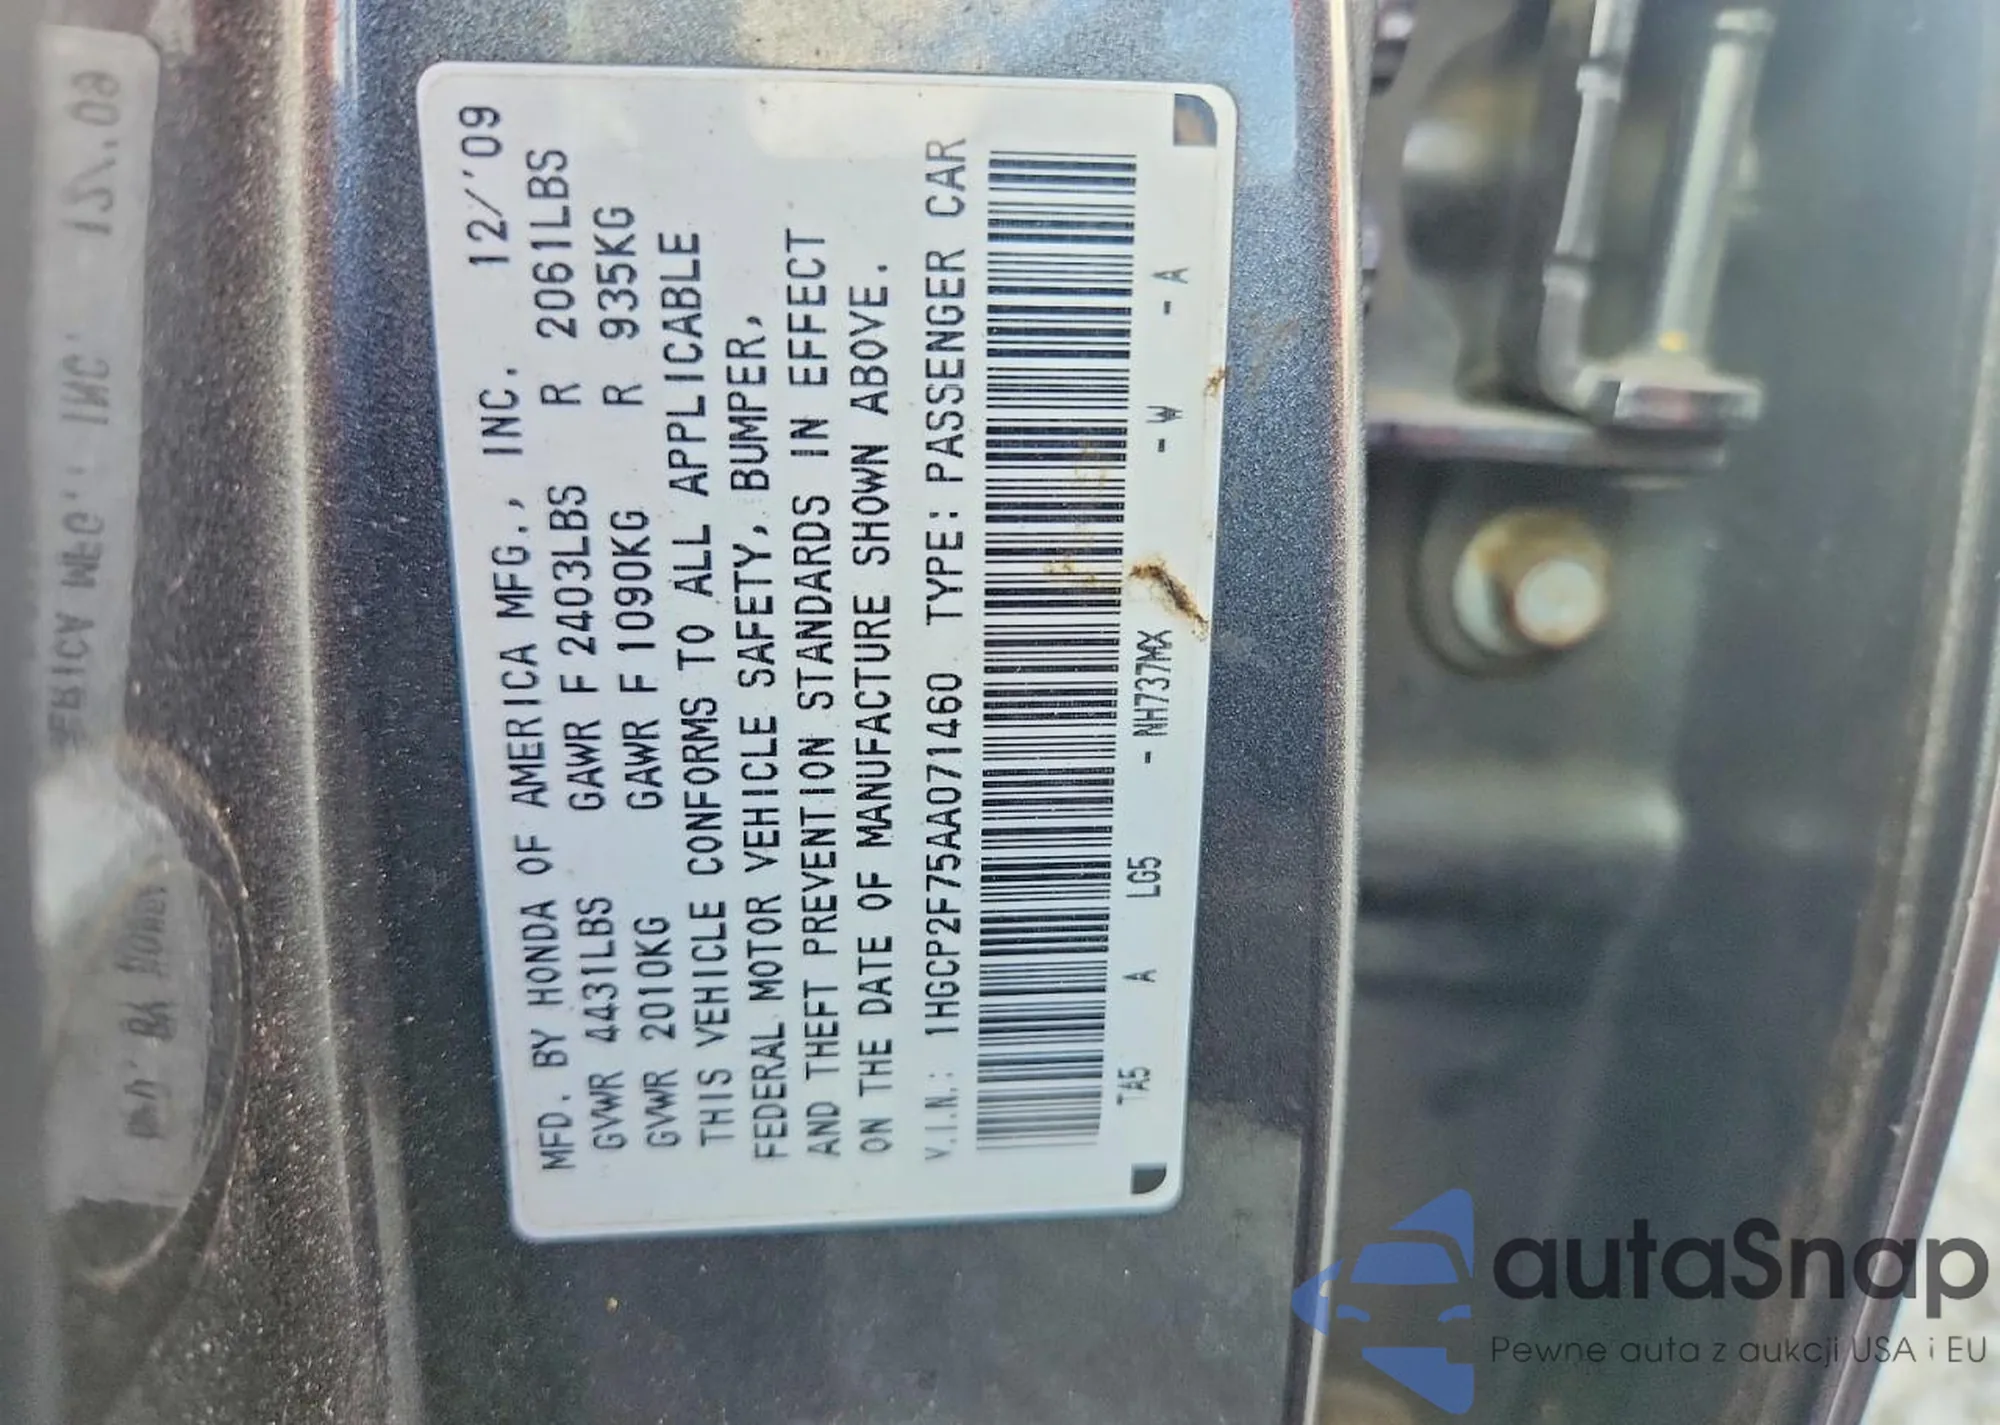 MFD. BY HONDA OF AMERICA MFG., INC. 12/'09
GVWR 4431LBS GAWR F 2403LBS R 2061LBS
GVWR 2010KG GAWR F 1090KG R 935KG
THIS VEHICLE CONFORMS TO ALL APPLICABLE
FEDERAL MOTOR VEHICLE SAFETY, BUMPER,
AND THEFT PREVENTION STANDARDS IN EFFECT
ON THE DATE OF MANUFACTURE SHOWN ABOVE.
V.I.N.: 1HGCP2F75AA071460 TYPE: PASSENGER CAR
TA5 A LG5 - NH737MX - W - A
autaSnap
Pewne auta z aukcji USA i EU